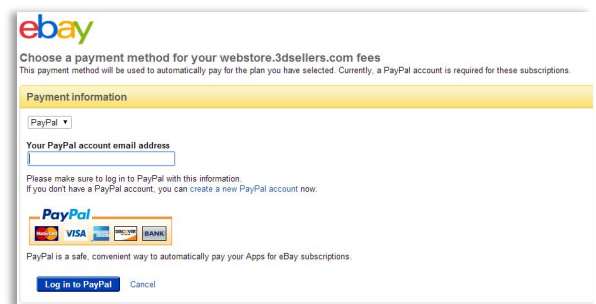 ebay
Choose a payment method for your webstore.3dsellers.com fees
This payment method will be used to automatically pay for the plan you have selected. Currently, a PayPal account is required for these subscriptions.
Payment information
PayPal ▼
Your PayPal account email address
Please make sure to log in to PayPal with this information.
If you don't have a PayPal account, you can create a new PayPal account now.
PayPal
MasterCard VISA DISCOVER BANK
PayPal is a safe, convenient way to automatically pay your Apps for eBay subscriptions.
Log in to PayPal Cancel